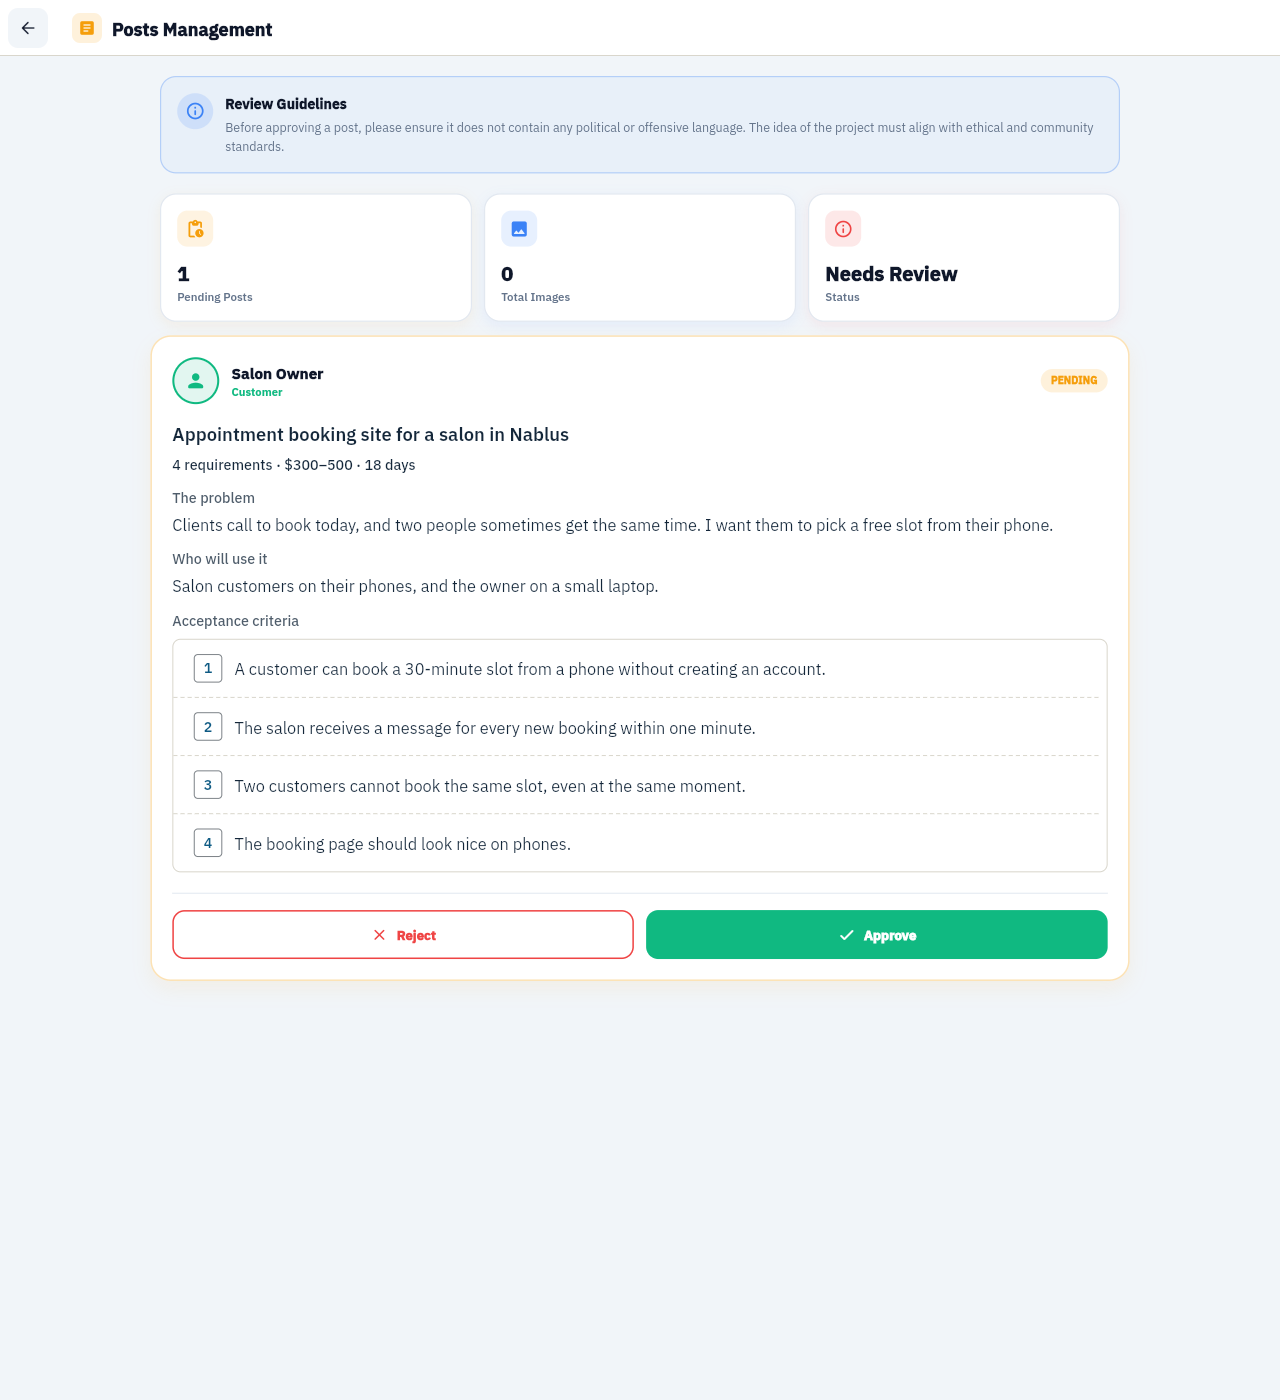 Posts Management
Review Guidelines
Before approving a post, please ensure it does not contain any political or offensive language. The idea of the project must align with ethical and community
standards.
1
Pending Posts
0
Total Images
Needs Review
Status
Salon Owner
Customer
PENDING
Appointment booking site for a salon in Nablus
4 requirements · $300–500 · 18 days
The problem
Clients call to book today, and two people sometimes get the same time. I want them to pick a free slot from their phone.
Who will use it
Salon customers on their phones, and the owner on a small laptop.
Acceptance criteria
1 A customer can book a 30-minute slot from a phone without creating an account.
2 The salon receives a message for every new booking within one minute.
3 Two customers cannot book the same slot, even at the same moment.
4 The booking page should look nice on phones.
Reject
Approve